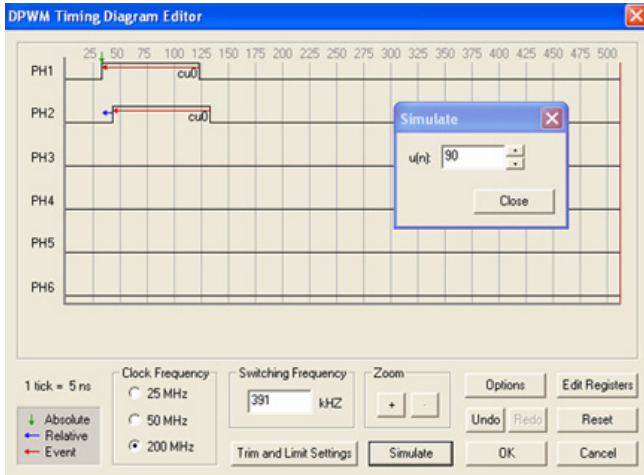 DPWM Timing Diagram Editor
25 50 75 100 125 150 175 200 225 250 275 300 325 350 375 400 425 450 475 500
PH1 cu0
PH2 cu0
PH3
PH4
PH5
PH6
Simulate
u(n): 90
Close
1 tick = 5 ns
Absolute
Relative
Event
Clock Frequency
25 MHz
50 MHz
200 MHz
Switching Frequency
391 kHZ
Trim and Limit Settings
Zoom
+ -
Simulate
Options Edit Registers
Undo Redo Reset
OK Cancel